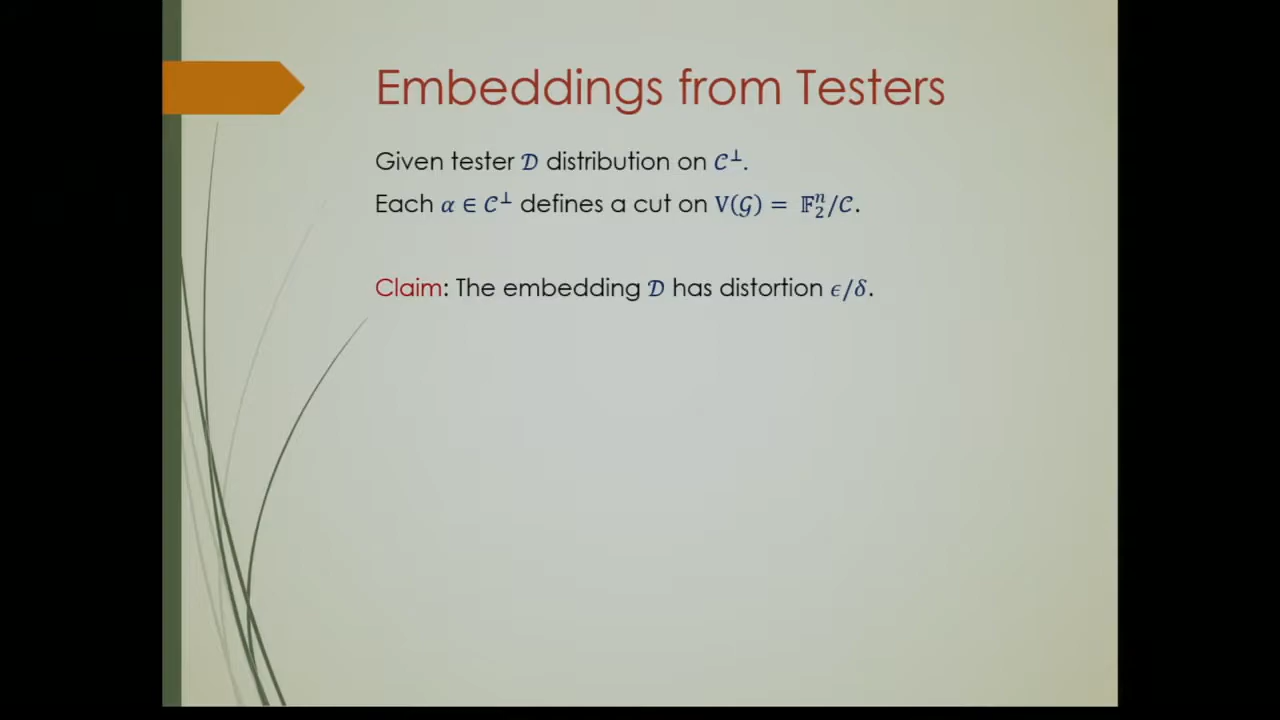 Embeddings from Testers
Given tester 𝒟 distribution on 𝒞⊥.
Each α ∈ 𝒞⊥ defines a cut on V(𝒢) = 𝔽₂ⁿ/𝒞.
Claim: The embedding 𝒟 has distortion ϵ/δ.